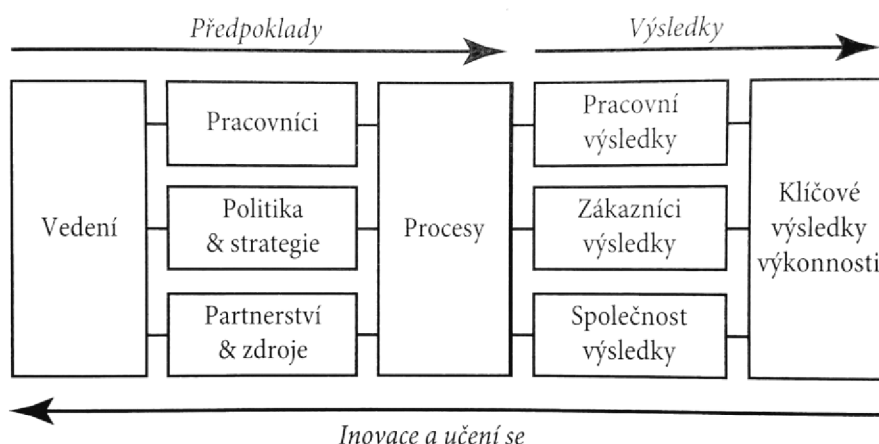 Předpoklady
Výsledky
Vedení
Pracovníci
Politika
& strategie
Partnerství
& zdroje
Procesy
Pracovní
výsledky
Zákazníci
výsledky
Společnost
výsledky
Klíčové
výsledky
výkonnosti
Inovace a učení se